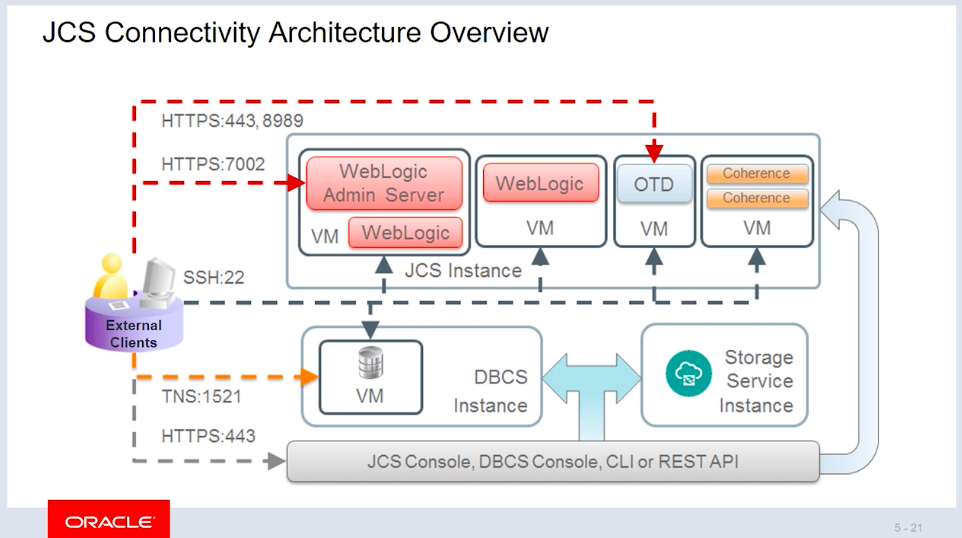 JCS Connectivity Architecture Overview
HTTPS:443, 8989
HTTPS:7002
WebLogic
Admin Server
VM
WebLogic
WebLogic
VM
OTD
VM
Coherence
Coherence
VM
JCS Instance
SSH:22
External
Clients
TNS:1521
VM
DBCS
Instance
Storage
Service
Instance
HTTPS:443
JCS Console, DBCS Console, CLI or REST API
ORACLE
5 - 21